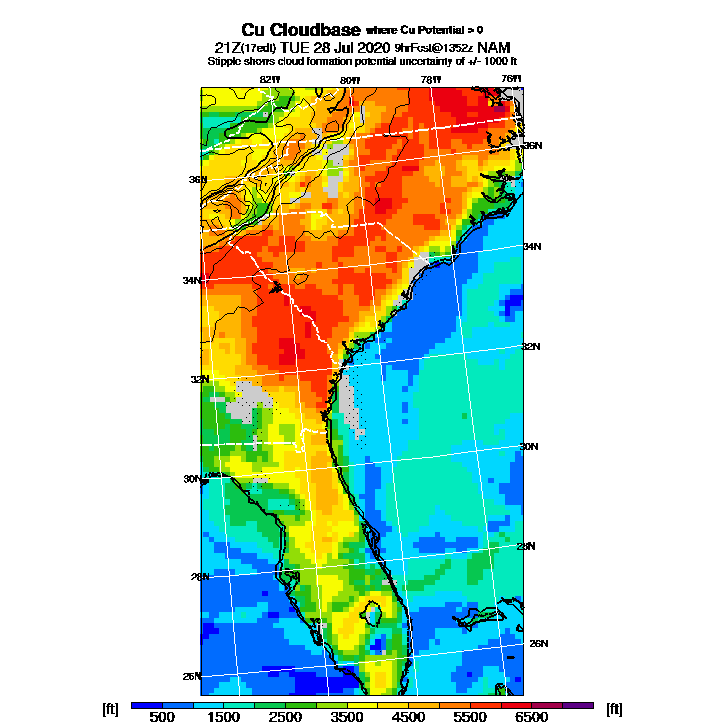 Cu Cloudbase where Cu Potential > 0
21Z(17edt) TUE 28 Jul 2020 9hrFcst@1352z NAM
Stipple shows cloud formation potential uncertainty of +/- 1000 ft
82W 80W 78W 76W
36N
36N
34N
34N
32N
32N
30N
30N
28N
28N
26N
26N
[ft] 500 1500 2500 3500 4500 5500 6500 [ft]